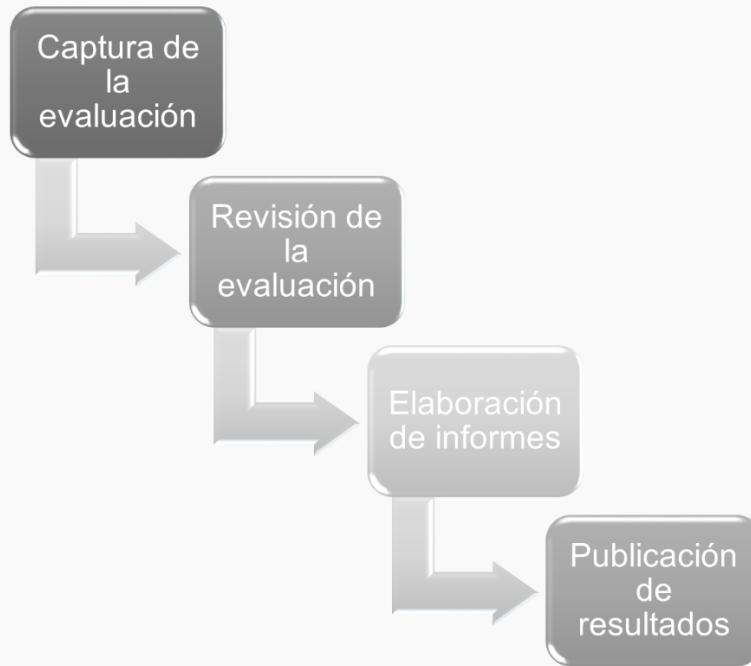 Captura de
la
evaluación
Revisión de
la
evaluación
Elaboración
de informes
Publicación
de
resultados